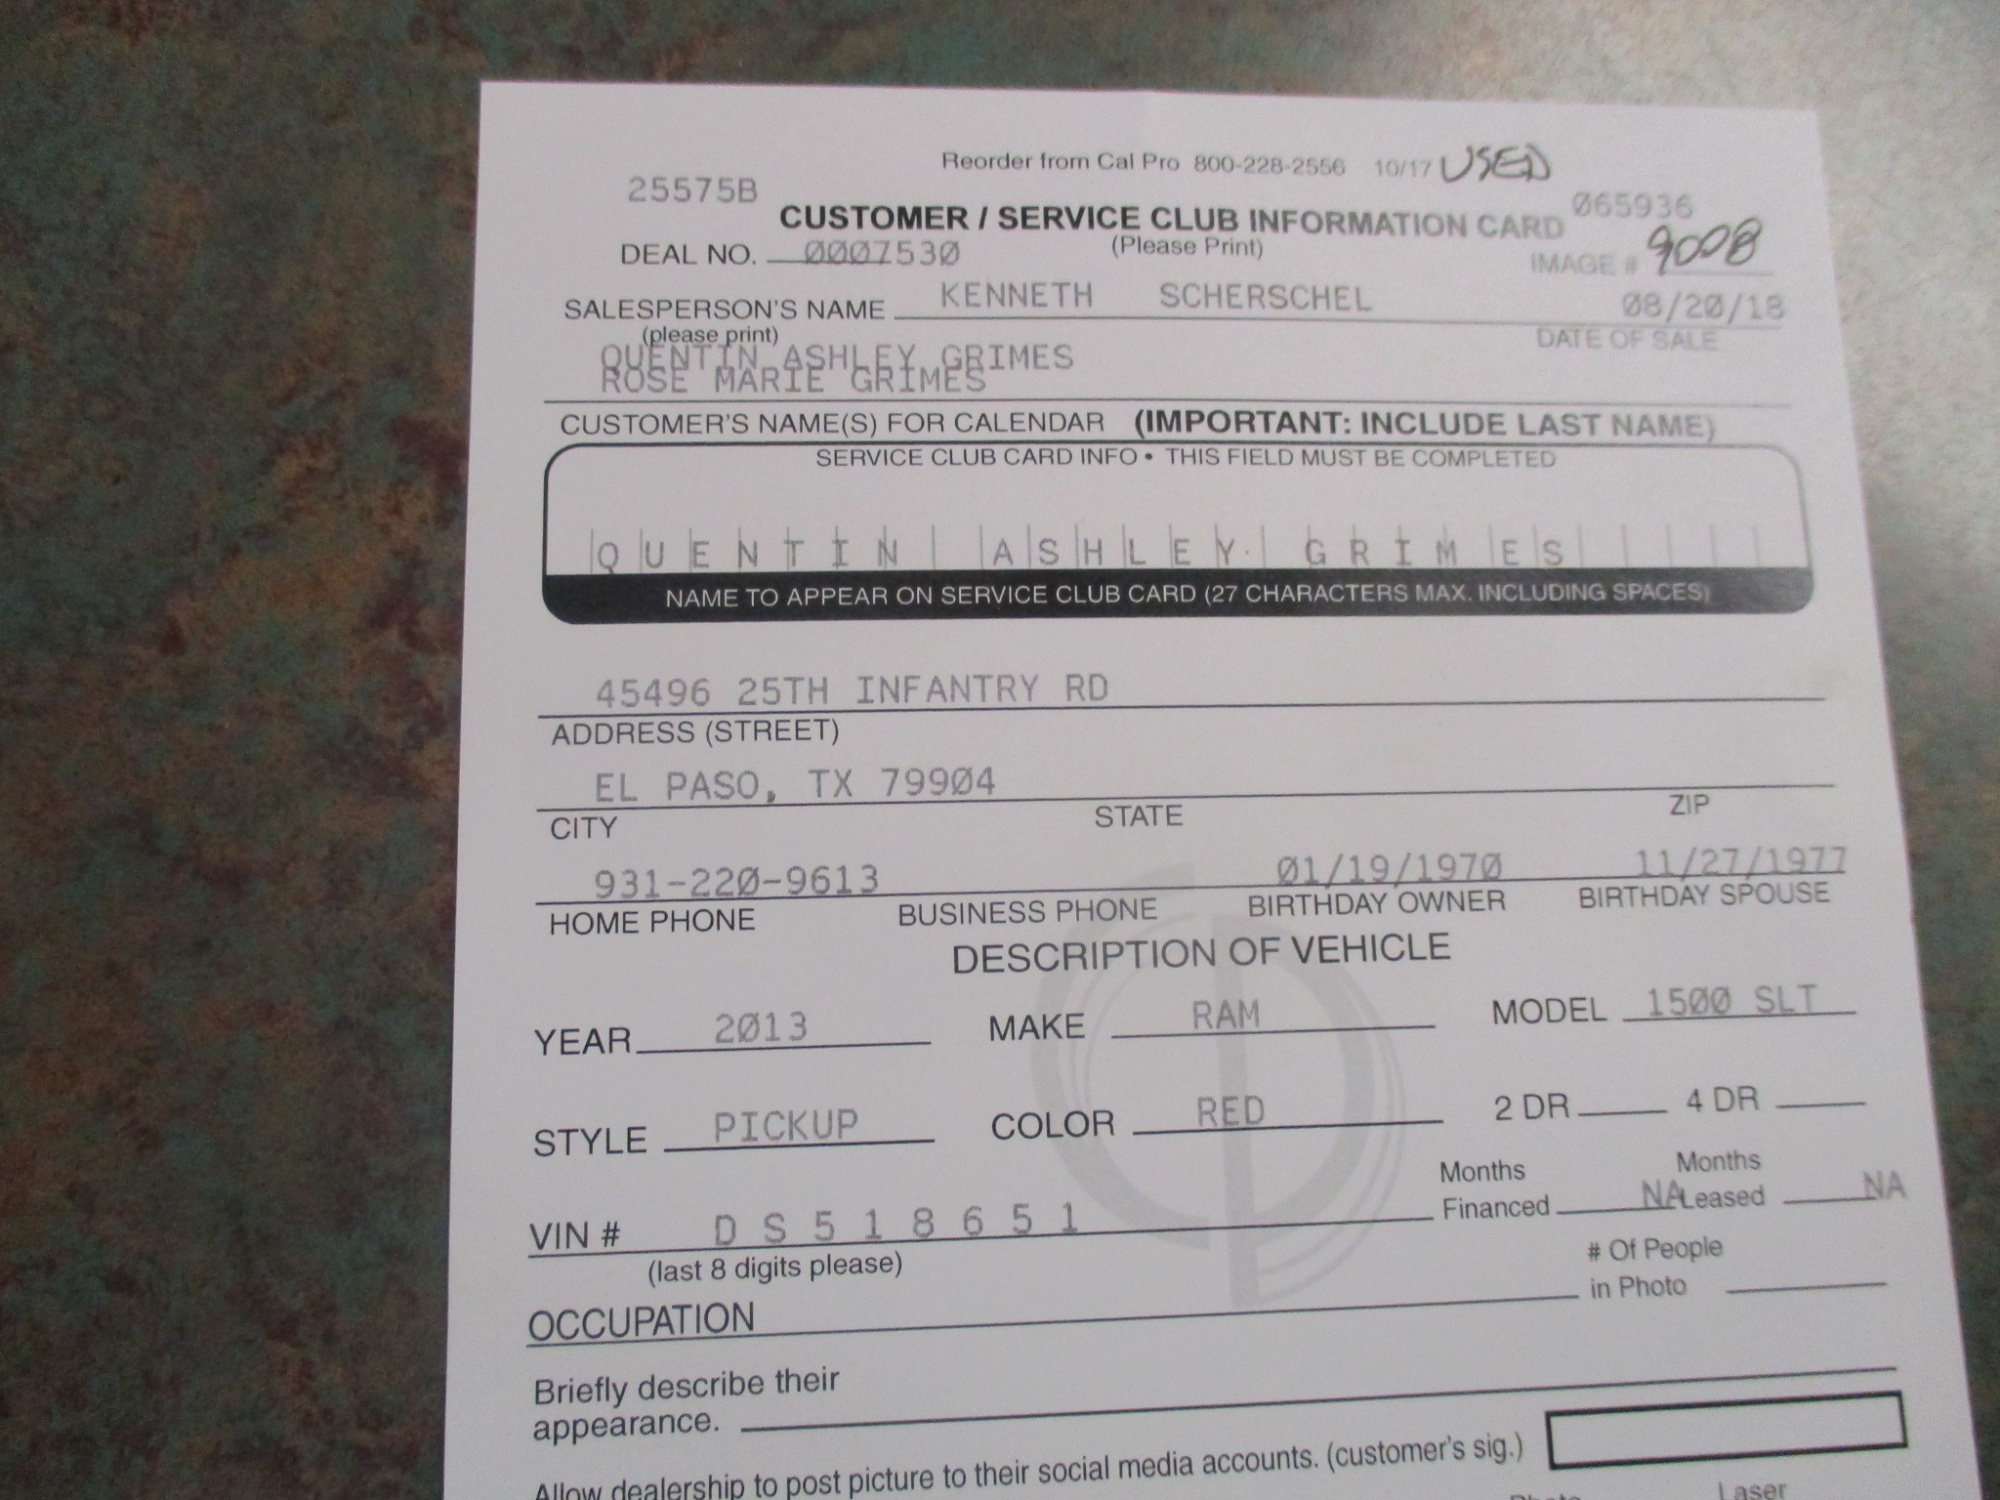 Reorder from Cal Pro 800-228-2556 10/17 USED
25575B
065936
CUSTOMER / SERVICE CLUB INFORMATION CARD
DEAL NO. 0007530 (Please Print) IMAGE # 9008
SALESPERSON'S NAME KENNETH SCHERSCHEL 08/20/18
(please print) DATE OF SALE
QUENTIN ASHLEY GRIMES
ROSE MARIE GRIMES
CUSTOMER'S NAME(S) FOR CALENDAR (IMPORTANT: INCLUDE LAST NAME)
SERVICE CLUB CARD INFO • THIS FIELD MUST BE COMPLETED
QUENTIN ASHLEY GRIMES
NAME TO APPEAR ON SERVICE CLUB CARD (27 CHARACTERS MAX. INCLUDING SPACES)
45496 25TH INFANTRY RD
ADDRESS (STREET)
EL PASO, TX 79904
CITY STATE ZIP
931-220-9613 01/19/1970 11/27/1977
HOME PHONE BUSINESS PHONE BIRTHDAY OWNER BIRTHDAY SPOUSE
DESCRIPTION OF VEHICLE
YEAR 2013 MAKE RAM MODEL 1500 SLT
STYLE PICKUP COLOR RED 2 DR 4 DR
Months Months
VIN # D S 5 1 8 6 5 1 Financed NA Leased NA
(last 8 digits please)
# Of People
OCCUPATION in Photo
Briefly describe their
appearance.
Allow dealership to post picture to their social media accounts. (customer's sig.)
Laser